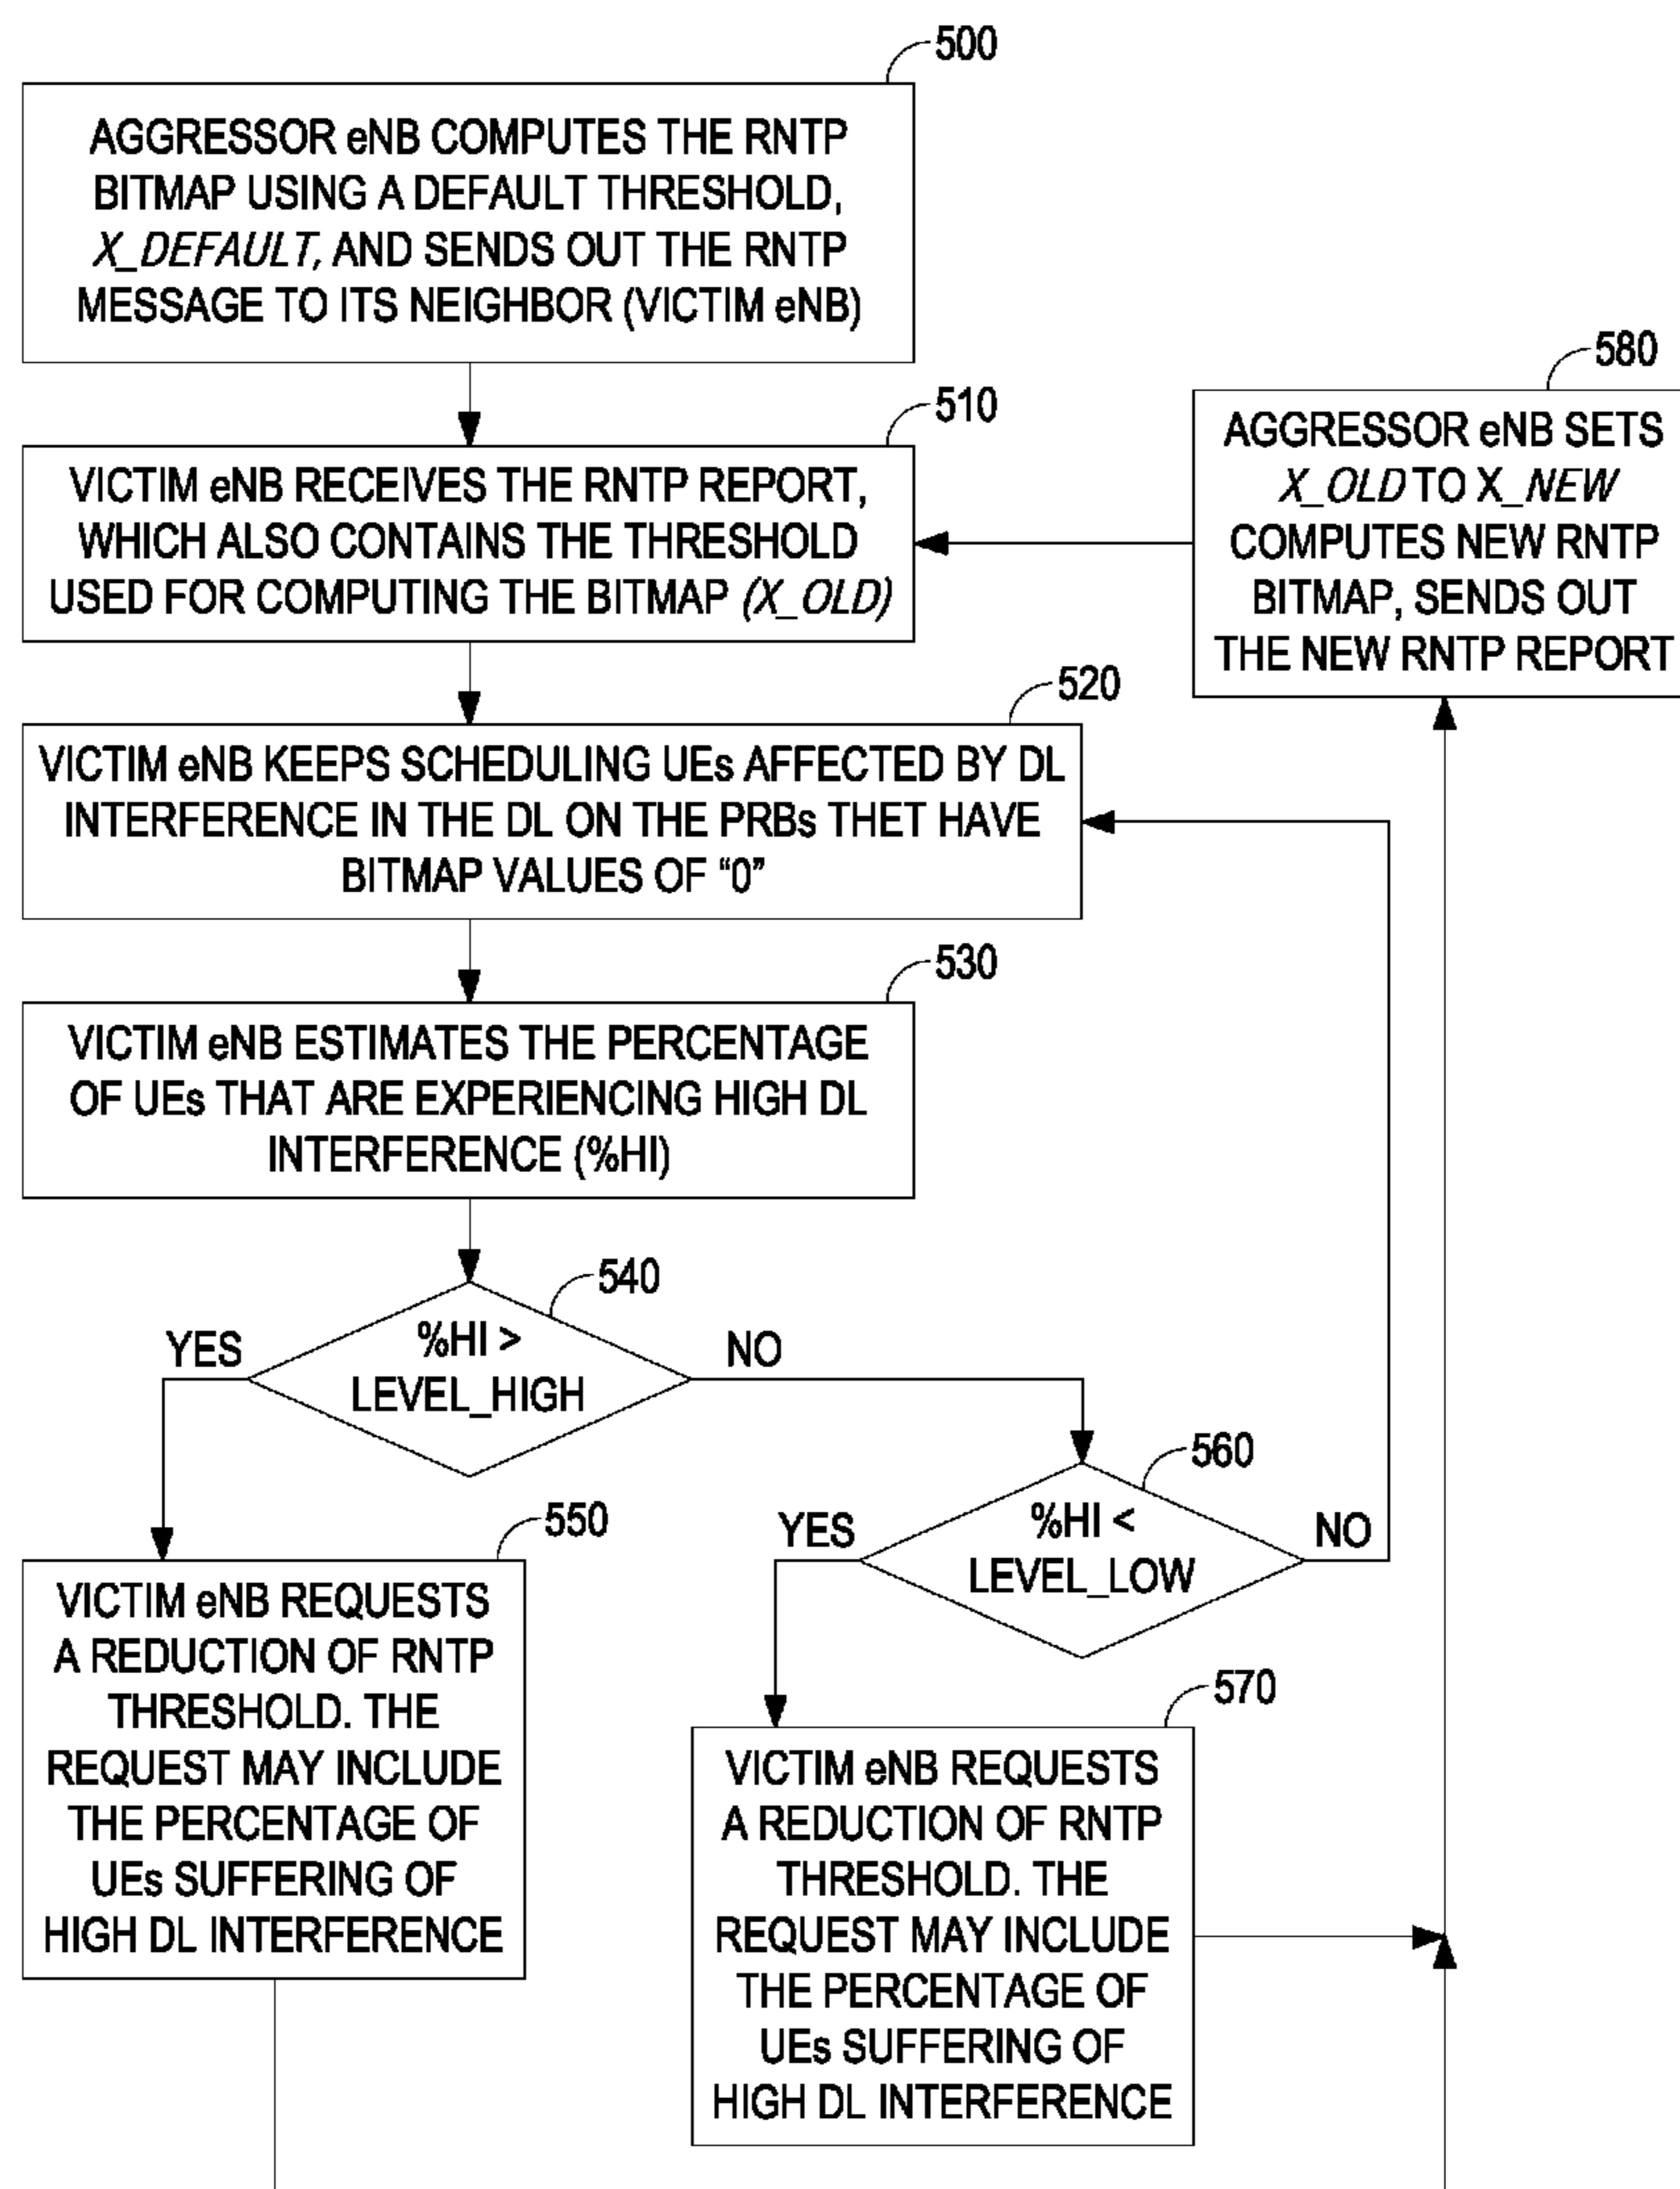 500
AGGRESSOR eNB COMPUTES THE RNTP
BITMAP USING A DEFAULT THRESHOLD,
X_DEFAULT, AND SENDS OUT THE RNTP
MESSAGE TO ITS NEIGHBOR (VICTIM eNB)
510
VICTIM eNB RECEIVES THE RNTP REPORT,
WHICH ALSO CONTAINS THE THRESHOLD
USED FOR COMPUTING THE BITMAP (X_OLD)
580
AGGRESSOR eNB SETS
X_OLD TO X_NEW
COMPUTES NEW RNTP
BITMAP, SENDS OUT
THE NEW RNTP REPORT
520
VICTIM eNB KEEPS SCHEDULING UEs AFFECTED BY DL
INTERFERENCE IN THE DL ON THE PRBs THET HAVE
BITMAP VALUES OF “0”
530
VICTIM eNB ESTIMATES THE PERCENTAGE
OF UEs THAT ARE EXPERIENCING HIGH DL
INTERFERENCE (%HI)
540
%HI >
LEVEL_HIGH
YES
NO
560
%HI <
LEVEL_LOW
YES
NO
550
VICTIM eNB REQUESTS
A REDUCTION OF RNTP
THRESHOLD. THE
REQUEST MAY INCLUDE
THE PERCENTAGE OF
UEs SUFFERING OF
HIGH DL INTERFERENCE
570
VICTIM eNB REQUESTS
A REDUCTION OF RNTP
THRESHOLD. THE
REQUEST MAY INCLUDE
THE PERCENTAGE OF
UEs SUFFERING OF
HIGH DL INTERFERENCE